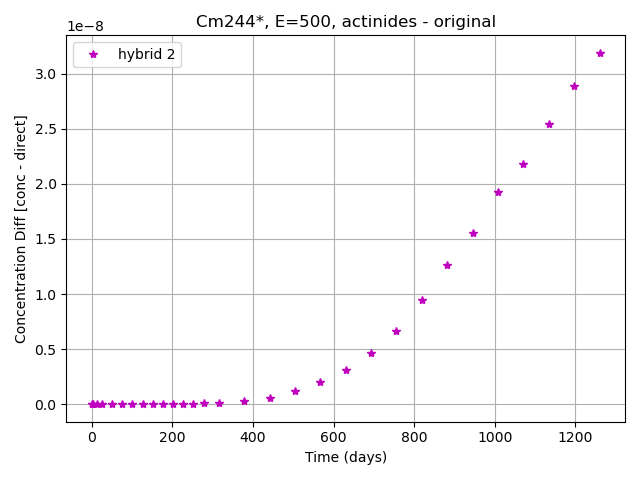 Cm244*, E=500, actinides - original
1e−8
hybrid 2
3.0
2.5
2.0
1.5
1.0
0.5
0.0
Concentration Diff [conc - direct]
0 200 400 600 800 1000 1200
Time (days)